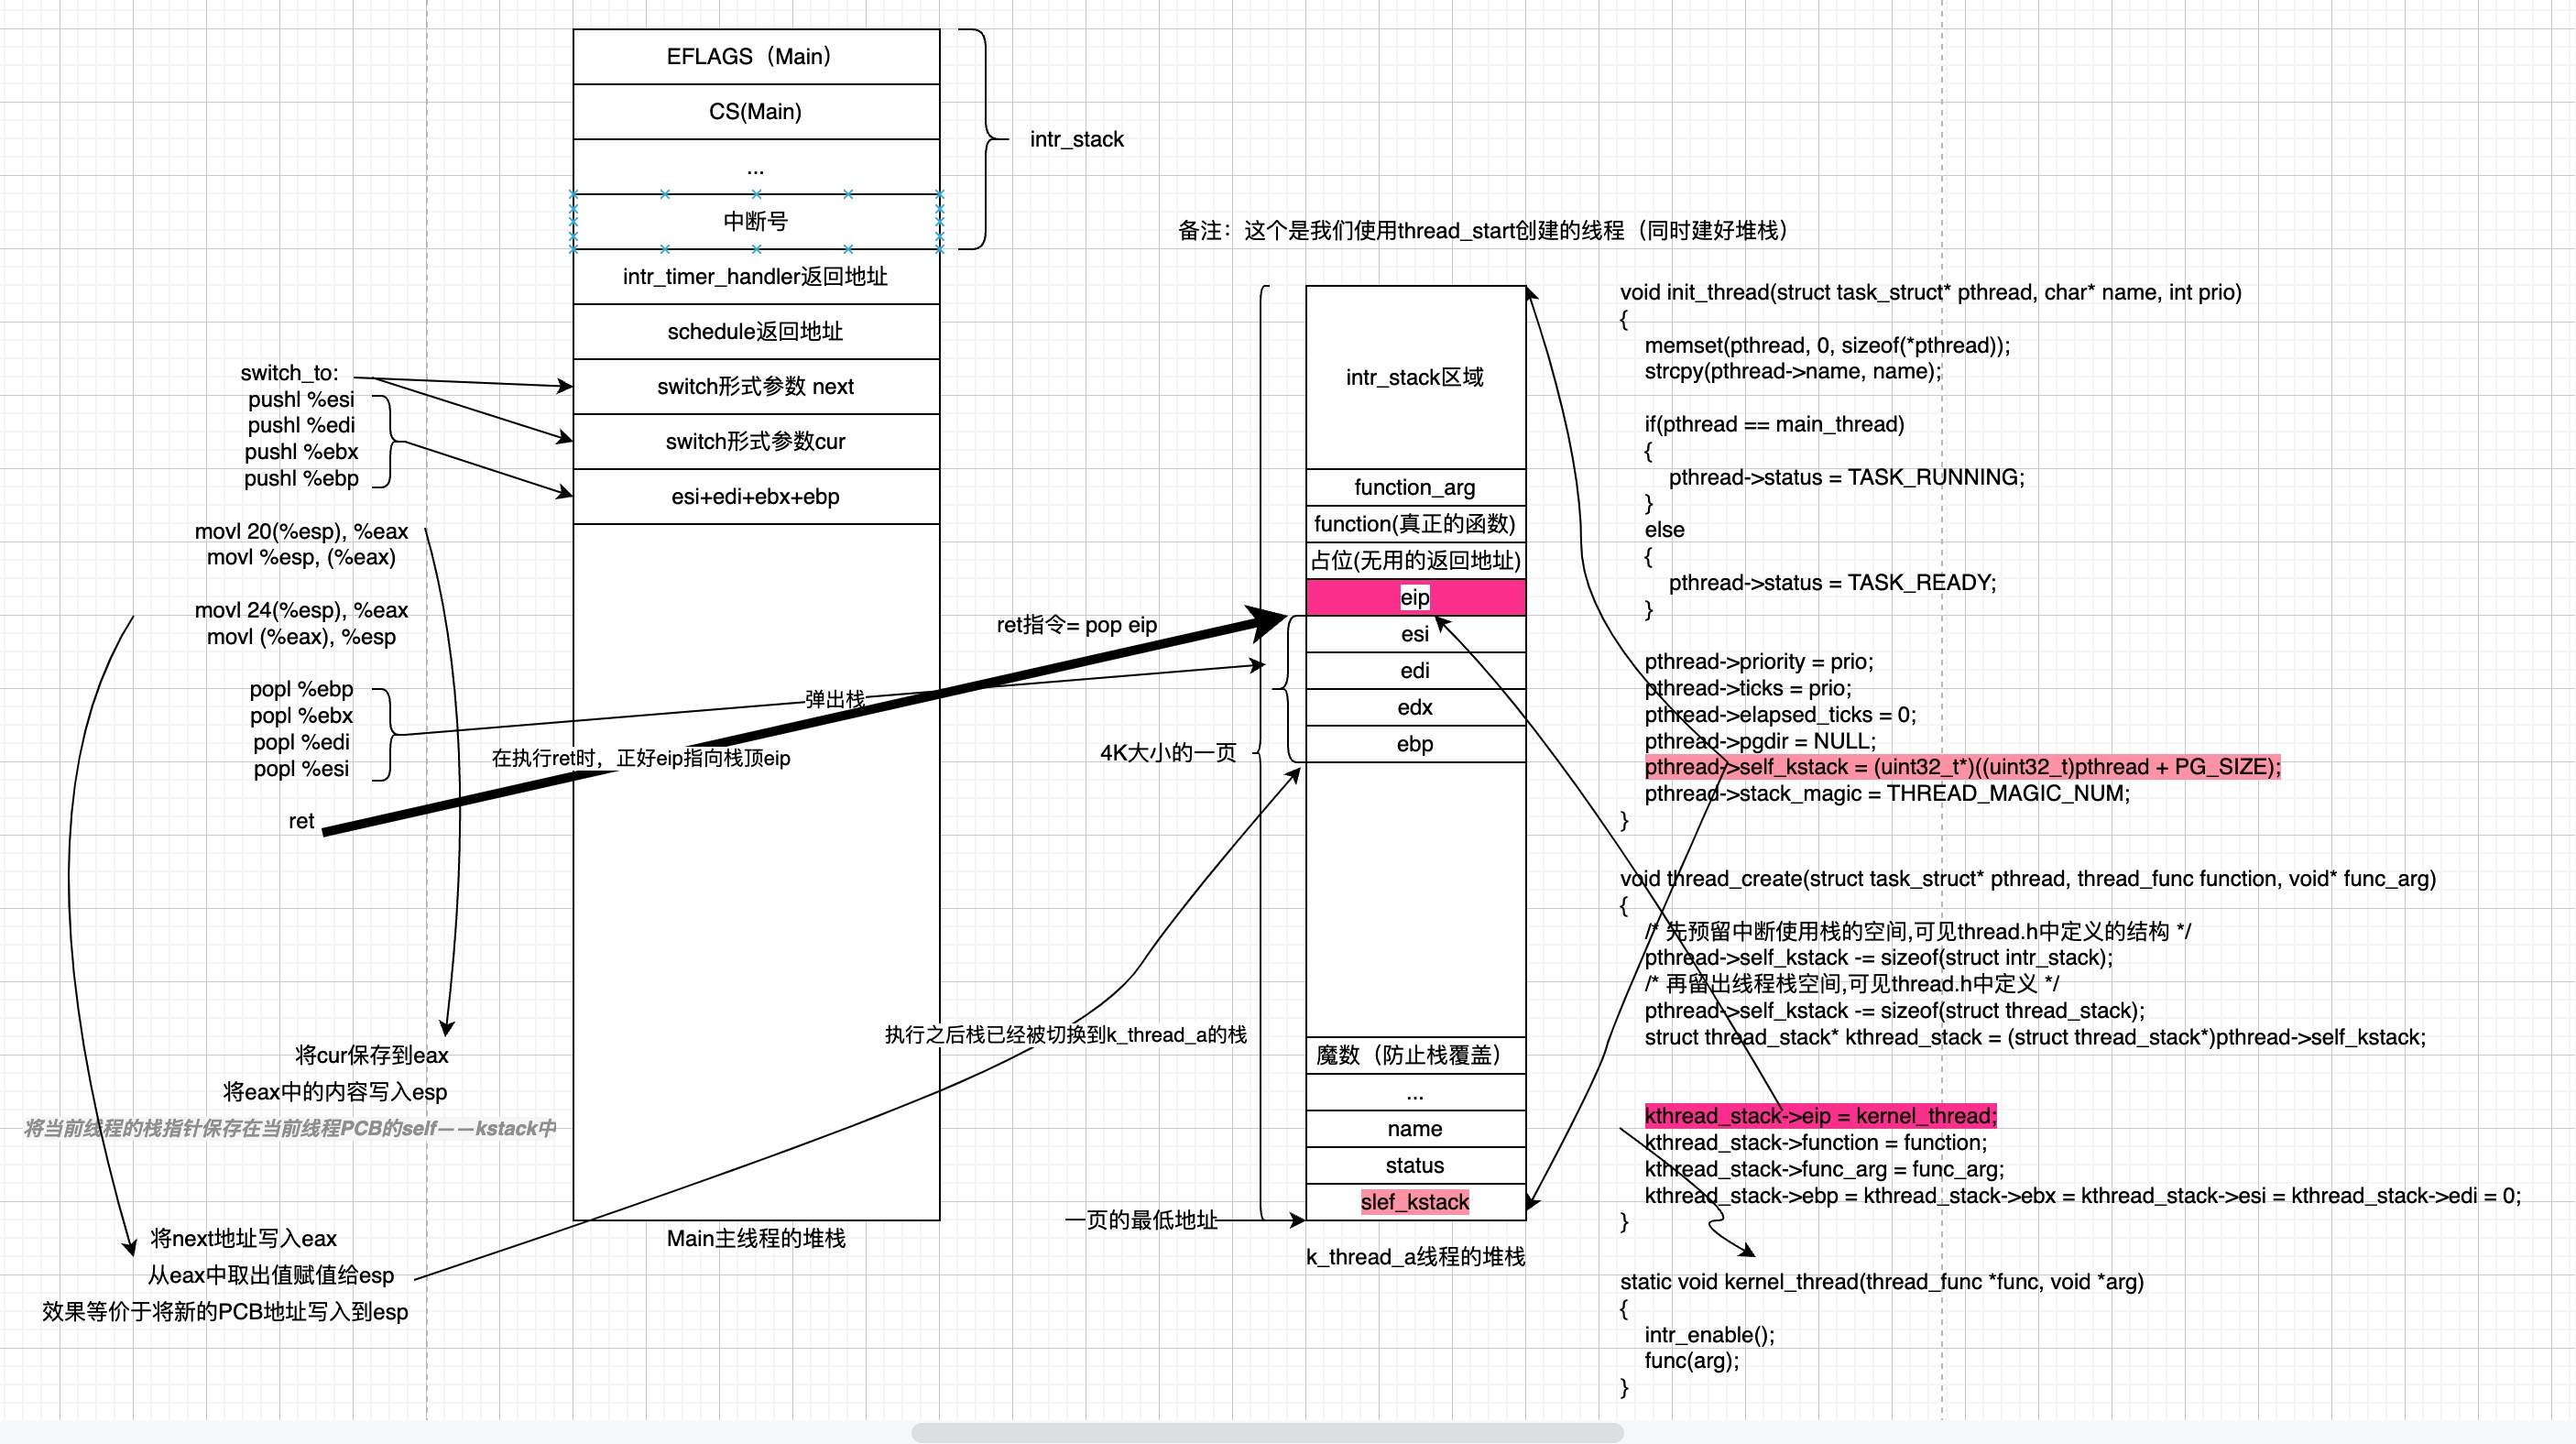 EFLAGS（Main）
CS(Main)
...
中断号
intr_timer_handler返回地址
schedule返回地址
switch形式参数 next
switch形式参数cur
esi+edi+ebx+ebp
Main主线程的堆栈
intr_stack
switch_to:
pushl %esi
pushl %edi
pushl %ebx
pushl %ebp
movl 20(%esp), %eax
movl %esp, (%eax)
movl 24(%esp), %eax
movl (%eax), %esp
popl %ebp
popl %ebx
popl %edi
popl %esi
ret
将cur保存到eax
将eax中的内容写入esp
将当前线程的栈指针保存在当前线程PCB的self——kstack中
将next地址写入eax
从eax中取出值赋值给esp
效果等价于将新的PCB地址写入到esp
ret指令= pop eip
弹出栈
在执行ret时，正好eip指向栈顶eip
执行之后栈已经被切换到k_thread_a的栈
4K大小的一页
一页的最低地址
备注：这个是我们使用thread_start创建的线程（同时建好堆栈）
intr_stack区域
function_arg
function(真正的函数)
占位(无用的返回地址)
eip
esi
edi
edx
ebp
魔数（防止栈覆盖）
...
name
status
slef_kstack
k_thread_a线程的堆栈
void init_thread(struct task_struct* pthread, char* name, int prio)
{
memset(pthread, 0, sizeof(*pthread));
strcpy(pthread->name, name);
if(pthread == main_thread)
{
pthread->status = TASK_RUNNING;
}
else
{
pthread->status = TASK_READY;
}
pthread->priority = prio;
pthread->ticks = prio;
pthread->elapsed_ticks = 0;
pthread->pgdir = NULL;
pthread->self_kstack = (uint32_t*)((uint32_t)pthread + PG_SIZE);
pthread->stack_magic = THREAD_MAGIC_NUM;
}
void thread_create(struct task_struct* pthread, thread_func function, void* func_arg)
{
/* 先预留中断使用栈的空间,可见thread.h中定义的结构 */
pthread->self_kstack -= sizeof(struct intr_stack);
/* 再留出线程栈空间,可见thread.h中定义 */
pthread->self_kstack -= sizeof(struct thread_stack);
struct thread_stack* kthread_stack = (struct thread_stack*)pthread->self_kstack;
kthread_stack->eip = kernel_thread;
kthread_stack->function = function;
kthread_stack->func_arg = func_arg;
kthread_stack->ebp = kthread_stack->ebx = kthread_stack->esi = kthread_stack->edi = 0;
}
static void kernel_thread(thread_func *func, void *arg)
{
intr_enable();
func(arg);
}